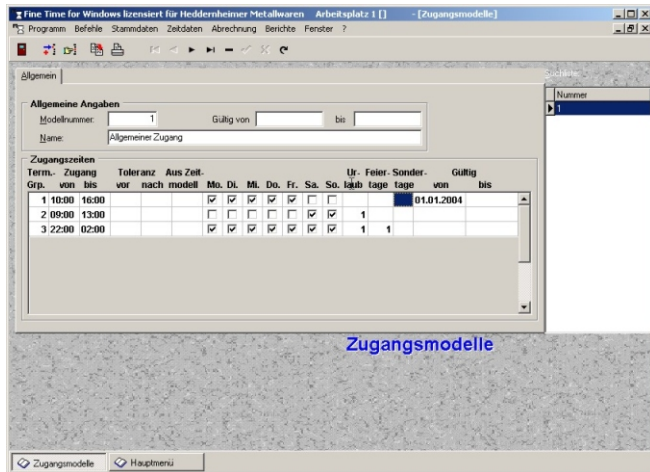 Fine Time for Windows lizensiert für Heddernheimer Metallwaren Arbeitsplatz 1 [] - [Zugangsmodelle]
Programm Befehle Stammdaten Zeitdaten Abrechnung Berichte Fenster ?
Allgemein
Suchliste
Nummer
1
Allgemeine Angaben
Modellnummer: 1 Gültig von bis
Name: Allgemeiner Zugang
Zugangszeiten
Term.- Zugang Toleranz Aus Zeit- Ur- Feier- Sonder- Gültig
Grp. von bis vor nach modell Mo. Di. Mi. Do. Fr. Sa. So. laub tage tage von bis
1 10:00 16:00 01.01.2004
2 09:00 13:00 1
3 22:00 02:00 1 1
Zugangsmodelle
Zugangsmodelle Hauptmenü